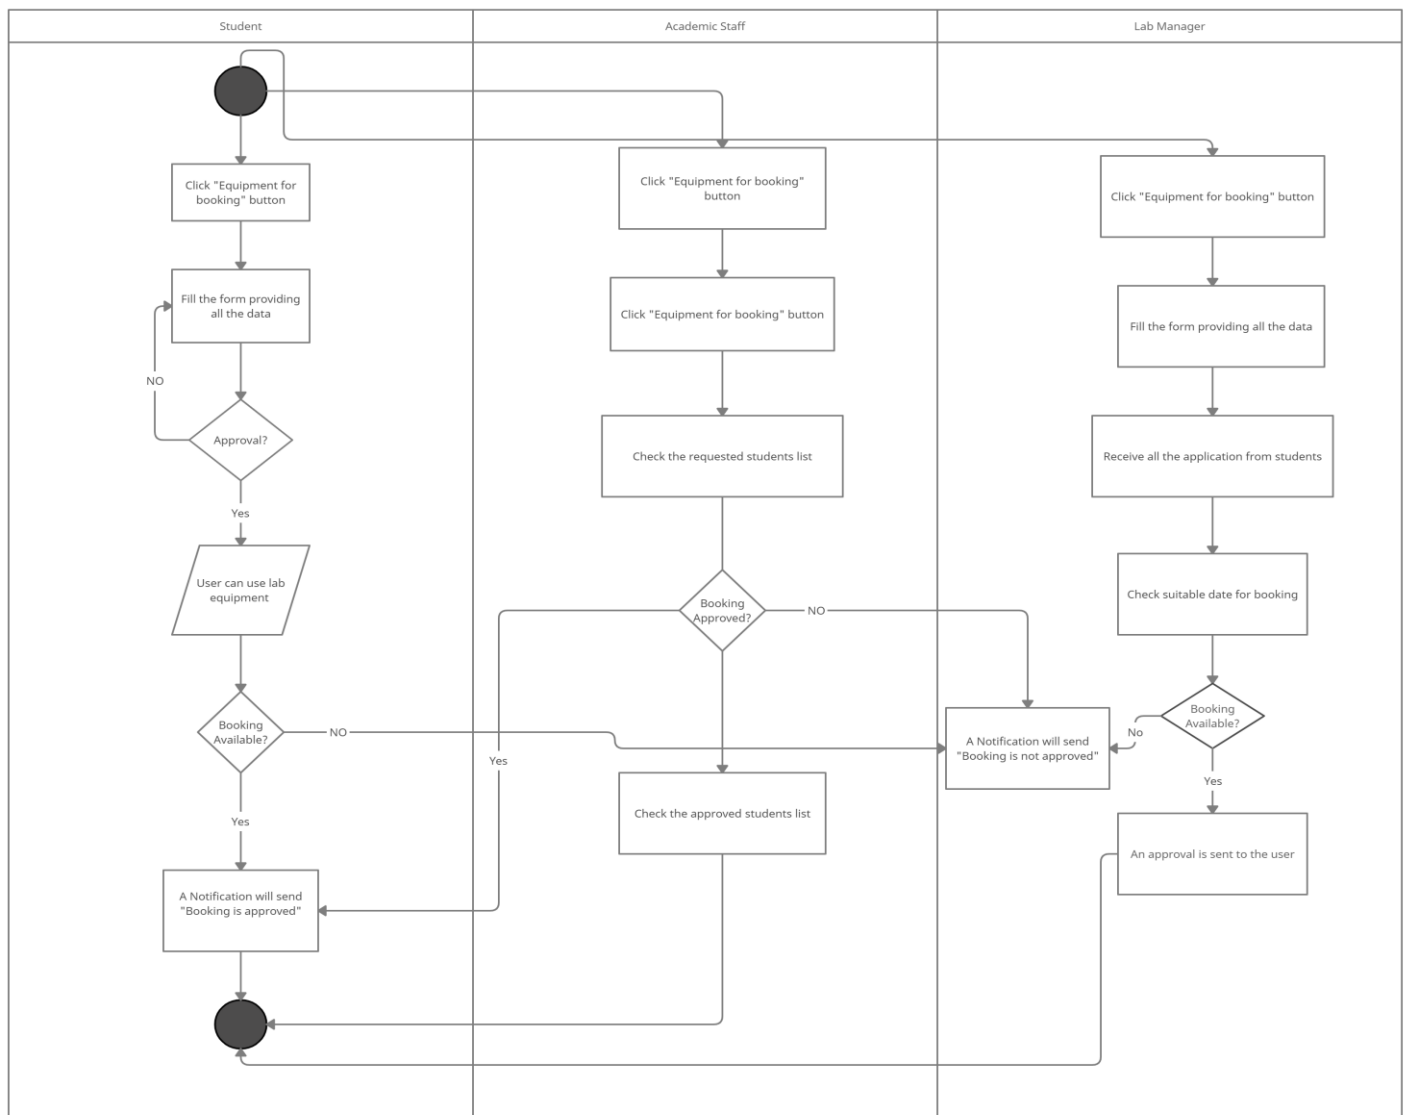 Student
Academic Staff
Lab Manager
Click "Equipment for
booking" button
Fill the form providing
all the data
NO
Approval?
Yes
User can use lab
equipment
Booking
Available?
NO
Yes
A Notification will send
"Booking is approved"
Click "Equipment for booking"
button
Click "Equipment for booking" button
Check the requested students list
Booking
Approved?
NO
Yes
Check the approved students list
Click "Equipment for booking" button
Fill the form providing all the data
Receive all the application from students
Check suitable date for booking
Booking
Available?
No
A Notification will send
"Booking is not approved"
Yes
An approval is sent to the user